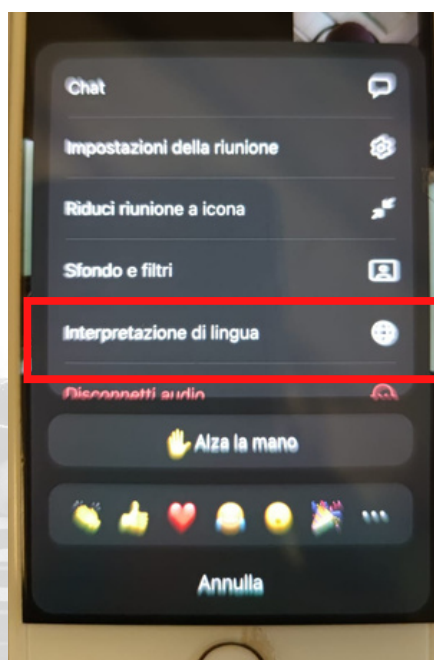 Chat
Impostazioni della riunione
Riduci riunione a icona
Sfondo e filtri
Interpretazione di lingua
Disconnetti audio
Alza la mano
Annulla